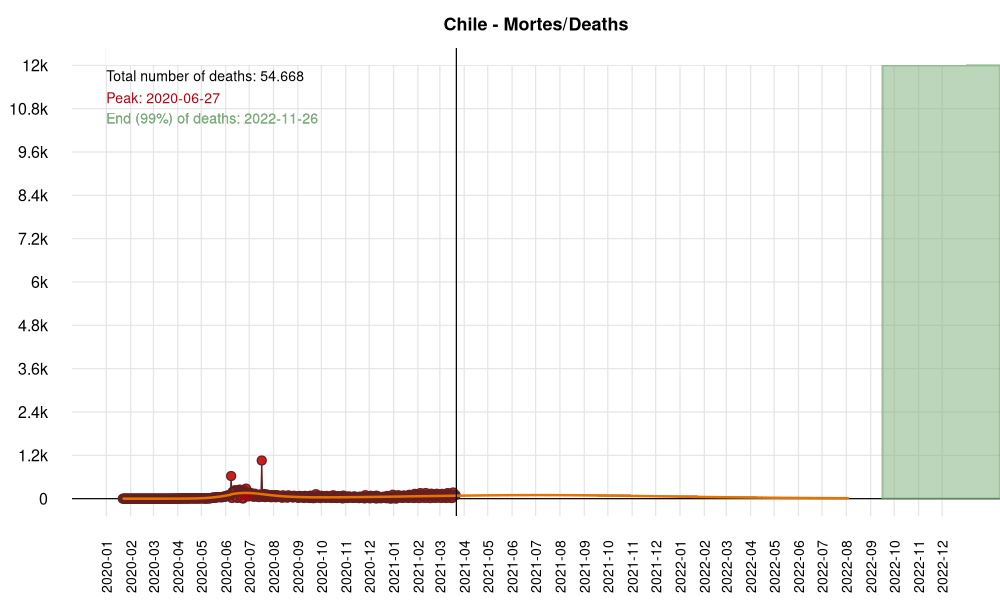 Chile - Mortes/Deaths
Total number of deaths: 54.668
Peak: 2020-06-27
End (99%) of deaths: 2022-11-26
12k
10.8k
9.6k
8.4k
7.2k
6k
4.8k
3.6k
2.4k
1.2k
0
2020-01
2020-02
2020-03
2020-04
2020-05
2020-06
2020-07
2020-08
2020-09
2020-10
2020-11
2020-12
2021-01
2021-02
2021-03
2021-04
2021-05
2021-06
2021-07
2021-08
2021-09
2021-10
2021-11
2021-12
2022-01
2022-02
2022-03
2022-04
2022-05
2022-06
2022-07
2022-08
2022-09
2022-10
2022-11
2022-12